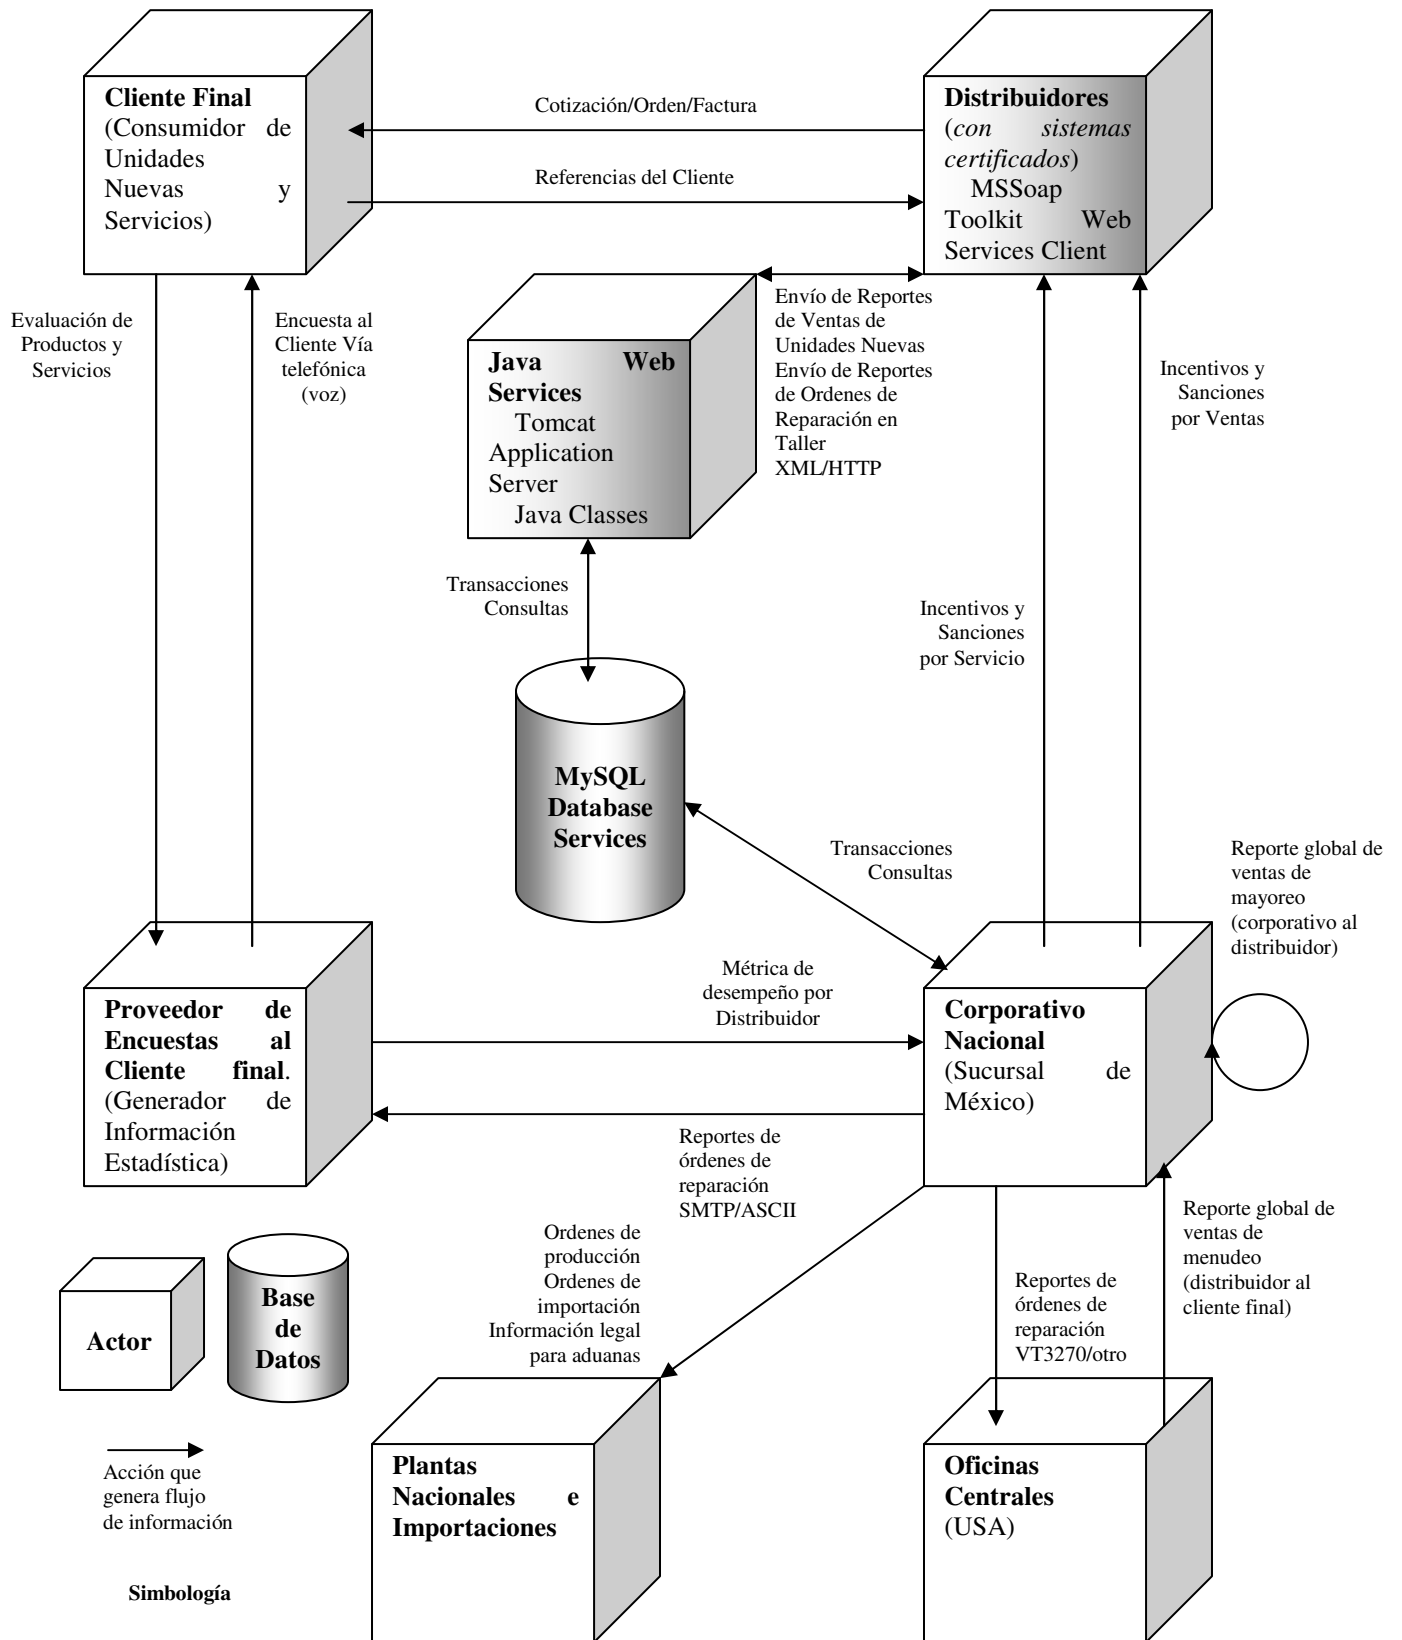 Cliente Final
(Consumidor de
Unidades
Nuevas y
Servicios)
Cotización/Orden/Factura
Referencias del Cliente
Distribuidores
(con sistemas
certificados)
MSSoap
Toolkit Web
Services Client
Evaluación de
Productos y
Servicios
Encuesta al
Cliente Vía
telefónica
(voz)
Java Web
Services
Tomcat
Application
Server
Java Classes
Envío de Reportes
de Ventas de
Unidades Nuevas
Envío de Reportes
de Ordenes de
Reparación en
Taller
XML/HTTP
Incentivos y
Sanciones
por Ventas
Transacciones
Consultas
Incentivos y
Sanciones
por Servicio
MySQL
Database
Services
Transacciones
Consultas
Reporte global de
ventas de
mayoreo
(corporativo al
distribuidor)
Métrica de
desempeño por
Distribuidor
Proveedor de
Encuestas al
Cliente final.
(Generador de
Información
Estadística)
Corporativo
Nacional
(Sucursal de
México)
Reportes de
órdenes de
reparación
SMTP/ASCII
Ordenes de
producción
Ordenes de
importación
Información legal
para aduanas
Reportes de
órdenes de
reparación
VT3270/otro
Reporte global de
ventas de
menudeo
(distribuidor al
cliente final)
Actor
Base
de
Datos
Acción que
genera flujo
de información
Simbología
Plantas
Nacionales e
Importaciones
Oficinas
Centrales
(USA)